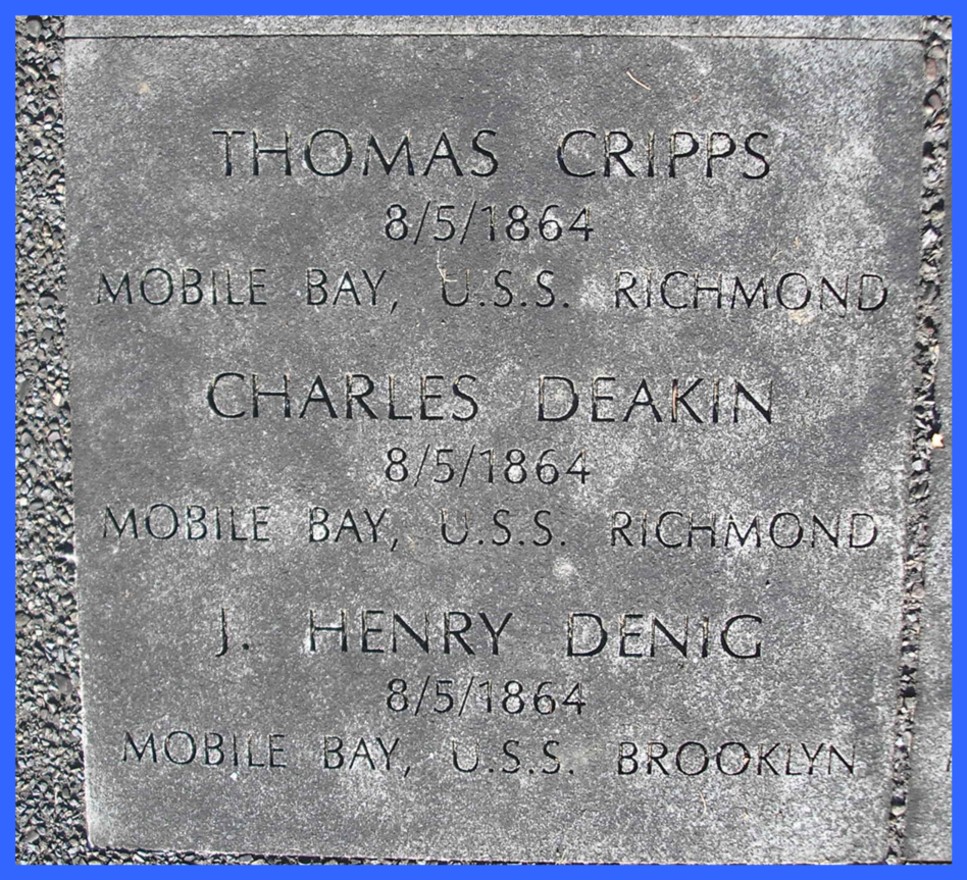 THOMAS CRIPPS
8/5/1864
MOBILE BAY, U.S.S. RICHMOND
CHARLES DEAKIN
8/5/1864
MOBILE BAY, U.S.S. RICHMOND
J. HENRY DENIG
8/5/1864
MOBILE BAY, U.S.S. BROOKLYN